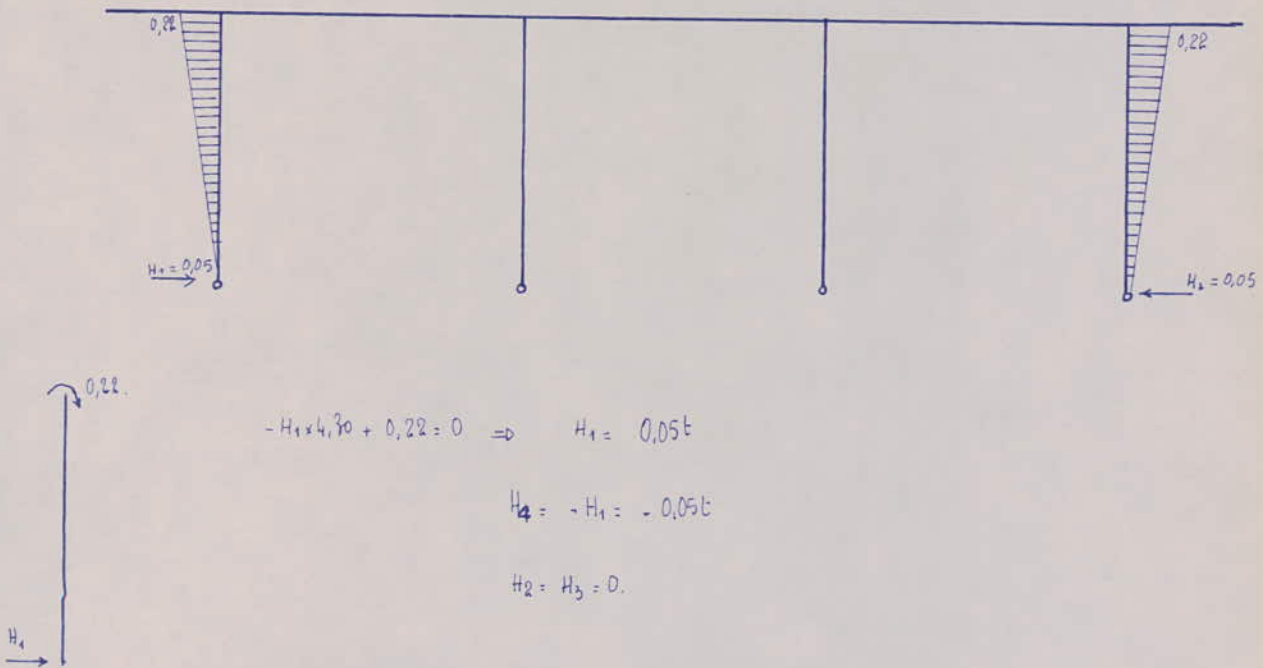 0,22
0,22
H₁ = 0,05
H₄ = 0,05
0,22.
-H₁×4,30 + 0,22 = 0 ⇒ H₁ = 0,05t
H₄ = - H₁ = - 0,05t
H₂ = H₃ = 0.
H₁